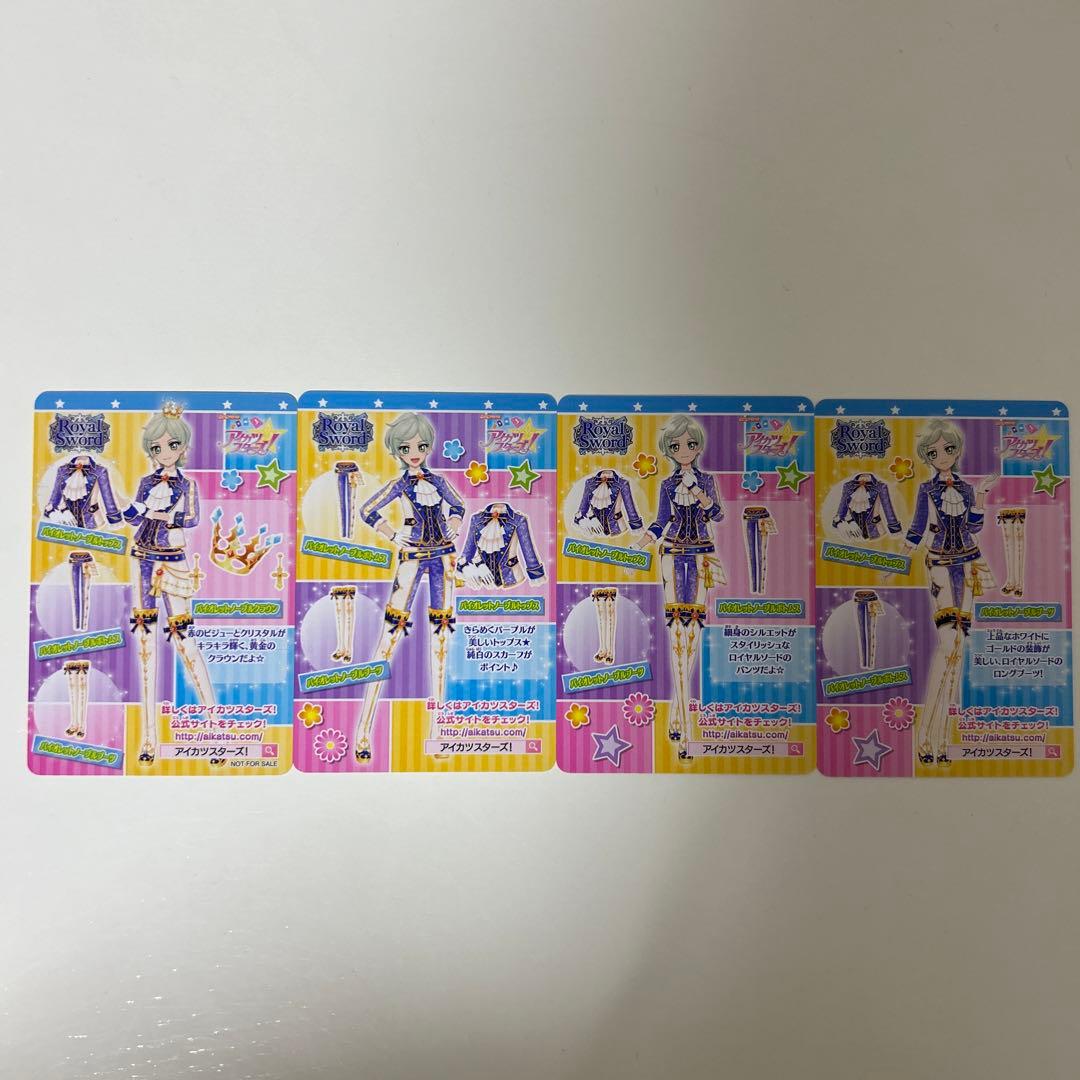 Royal
Sword
アイカツ
スターズ!
バイオレットノーブルトップス
バイオレットノーブルクラウン
バイオレットノーブルボトムス
赤のビジューとクリスタルが
キラキラ輝く、黄金の
クラウンだよ☆
バイオレットノーブルブーツ
詳しくはアイカツスターズ!
公式サイトをチェック!
http://aikatsu.com/
アイカツスターズ!
NOT FOR SALE
Royal
Sword
アイカツ
スターズ!
バイオレットノーブルボトムス
バイオレットノーブルトップス
きらめくパープルが
美しいトップス★
純白のスカーフが
ポイント♪
バイオレットノーブルブーツ
詳しくはアイカツスターズ!
公式サイトをチェック!
http://aikatsu.com/
アイカツスターズ!
Royal
Sword
アイカツ
スターズ!
バイオレットノーブルトップス
バイオレットノーブルボトムス
細身のシルエットが
スタイリッシュな
ロイヤルソードの
パンツだよ☆
バイオレットノーブルブーツ
詳しくはアイカツスターズ!
公式サイトをチェック!
http://aikatsu.com/
アイカツスターズ!
Royal
Sword
アイカツ
スターズ!
バイオレットノーブルトップス
バイオレットノーブルブーツ
上品なホワイトに
ゴールドの装飾が
美しい、ロイヤルソードの
ロングブーツ!
バイオレットノーブルボトムス
詳しくはアイカツスターズ!
公式サイトをチェック!
http://aikatsu.com/
アイカツスターズ!